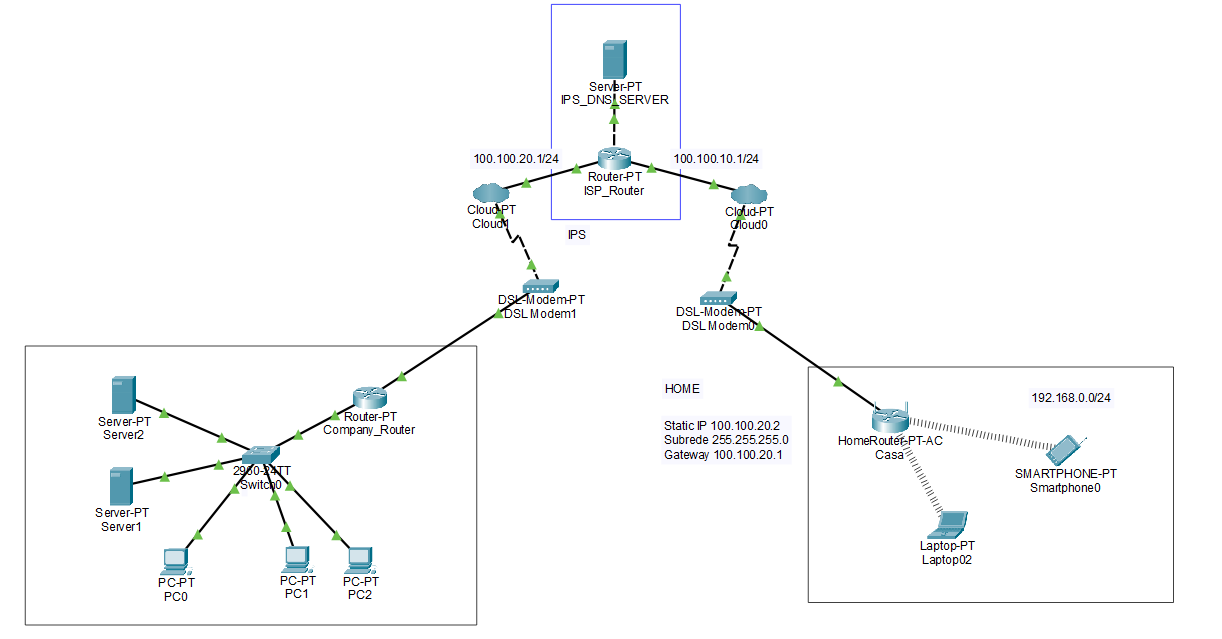 Server-PT
IPS_DNS_SERVER
100.100.20.1/24
100.100.10.1/24
Router-PT
ISP_Router
Cloud-PT
Cloud1
Cloud-PT
Cloud0
IPS
DSL-Modem-PT
DSL Modem1
DSL-Modem-PT
DSL Modem0
HOME
Static IP 100.100.20.2
Subrede 255.255.255.0
Gateway 100.100.20.1
192.168.0.0/24
Server-PT
Server2
Router-PT
Company_Router
HomeRouter-PT-AC
Casa
2960-24TT
Switch0
SMARTPHONE-PT
Smartphone0
Server-PT
Server1
Laptop-PT
Laptop02
PC-PT
PC0
PC-PT
PC1
PC-PT
PC2